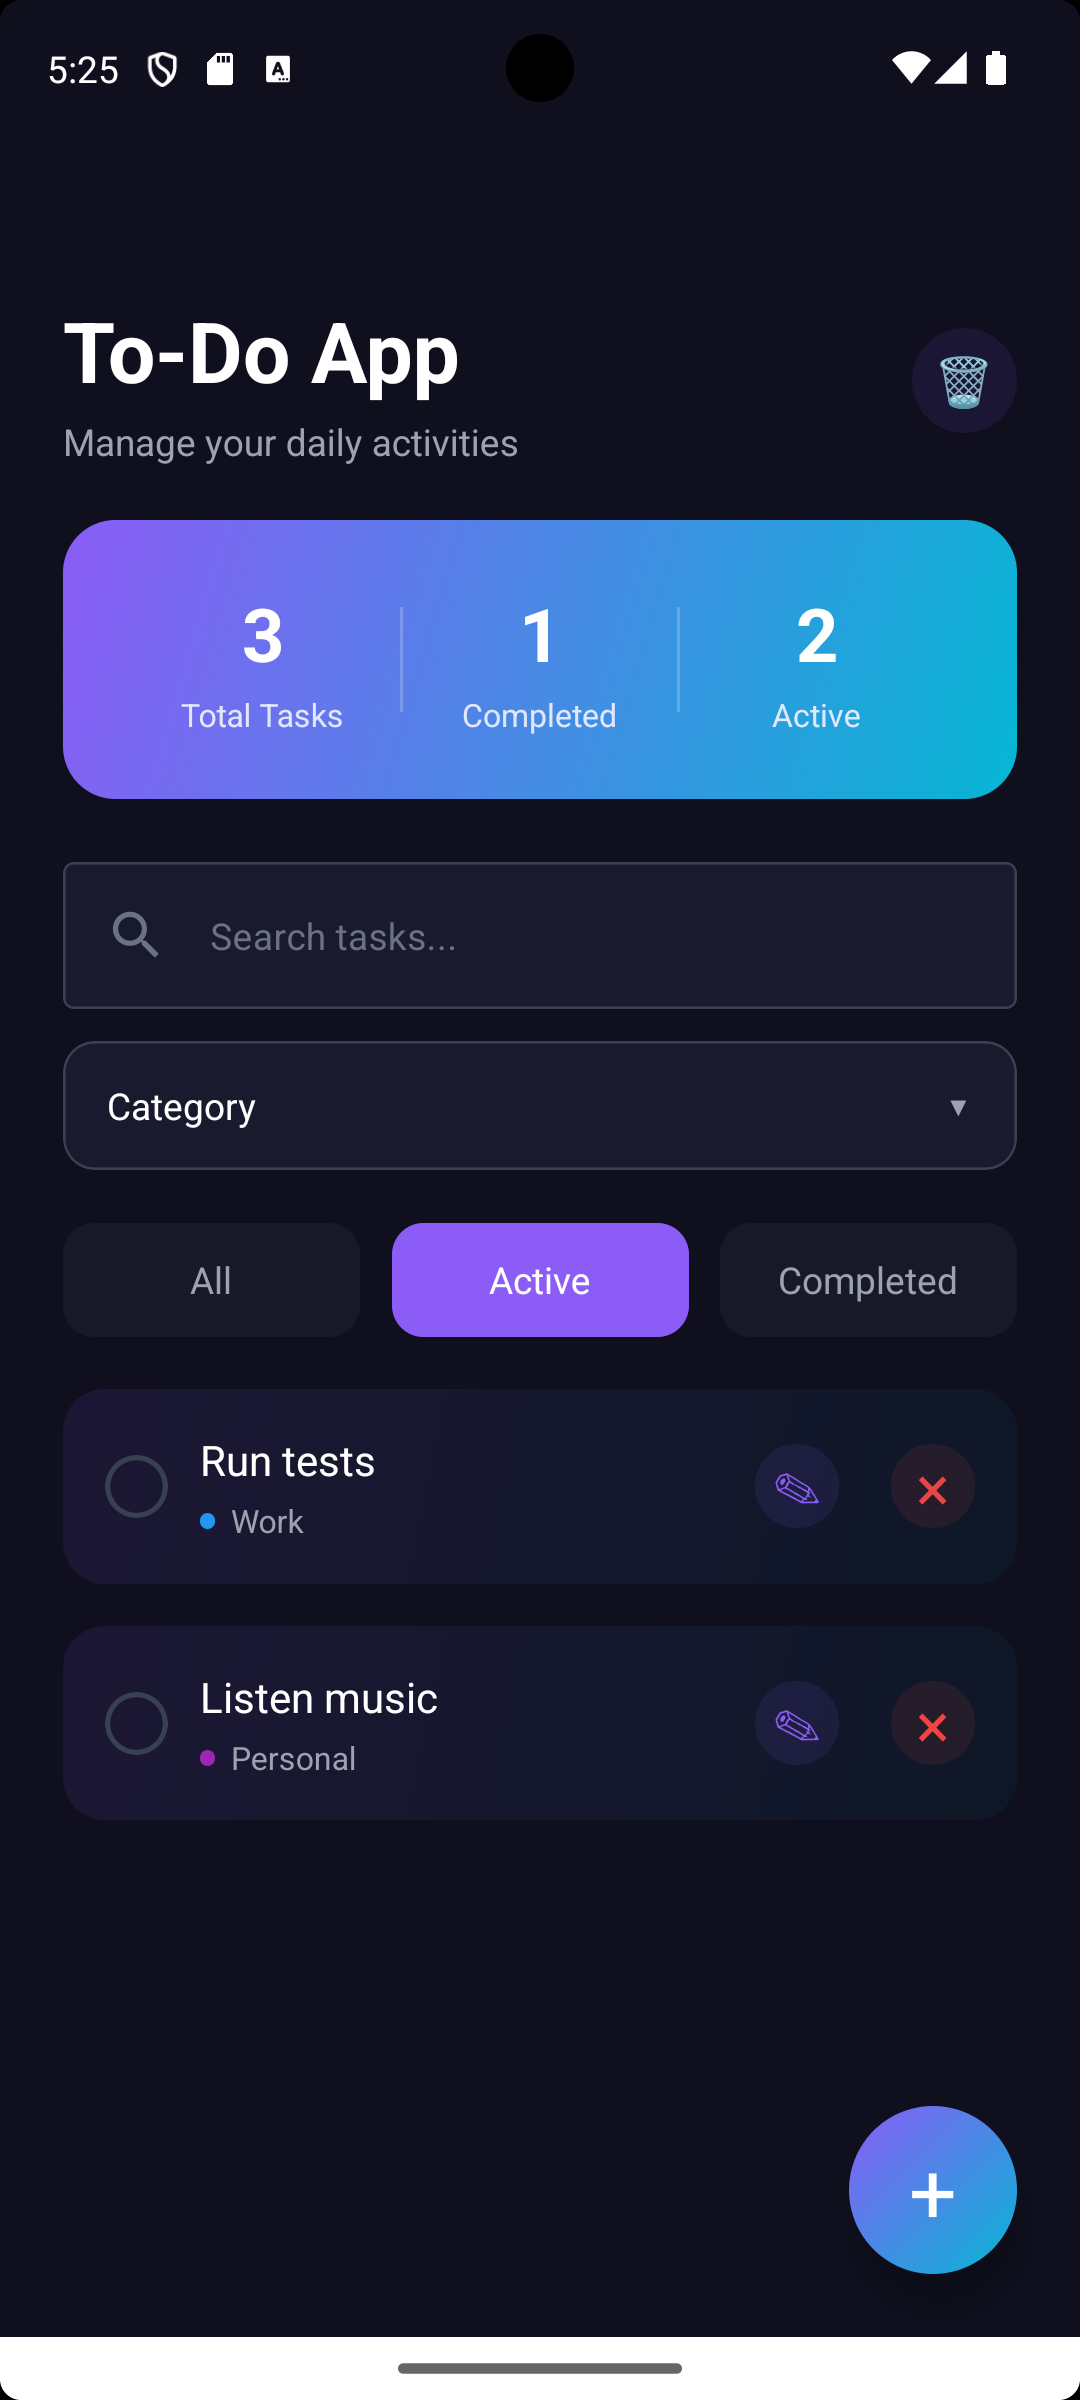 5:25
To-Do App
Manage your daily activities
3 1 2
Total Tasks Completed Active
Search tasks...
Category
All Active Completed
Run tests
Work
Listen music
Personal
+